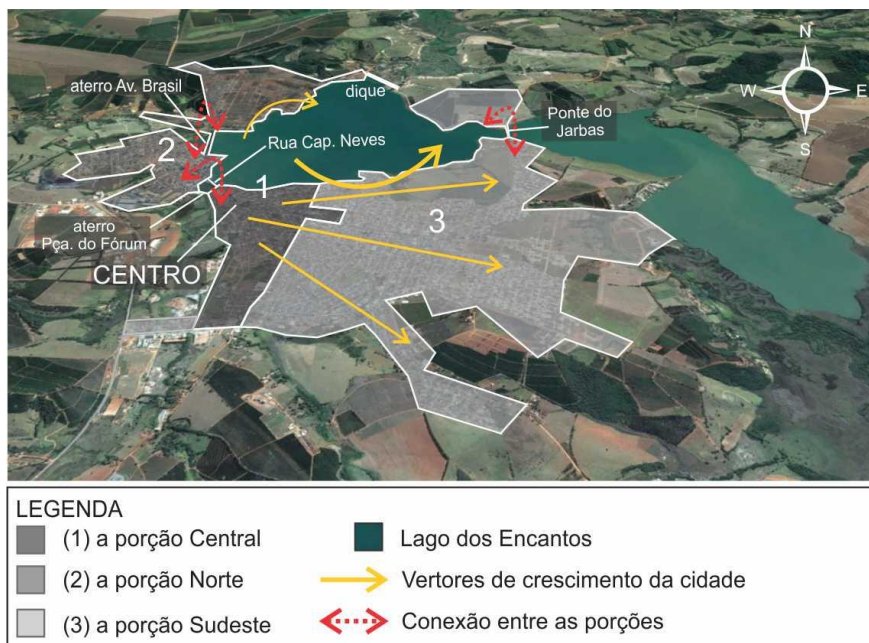 N
W E
S
aterro Av. Brasil
dique
Ponte do
Jarbas
2
Rua Cap. Neves
1
3
aterro
Pça. do Fórum
CENTRO
LEGENDA
(1) a porção Central
(2) a porção Norte
(3) a porção Sudeste
Lago dos Encantos
Vertores de crescimento da cidade
Conexão entre as porções